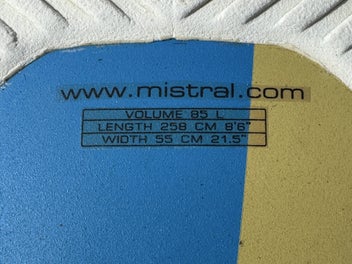 www.mistral.com
VOLUME 85 L
LENGTH 258 CM 8'6"
WIDTH 55 CM 21.5"